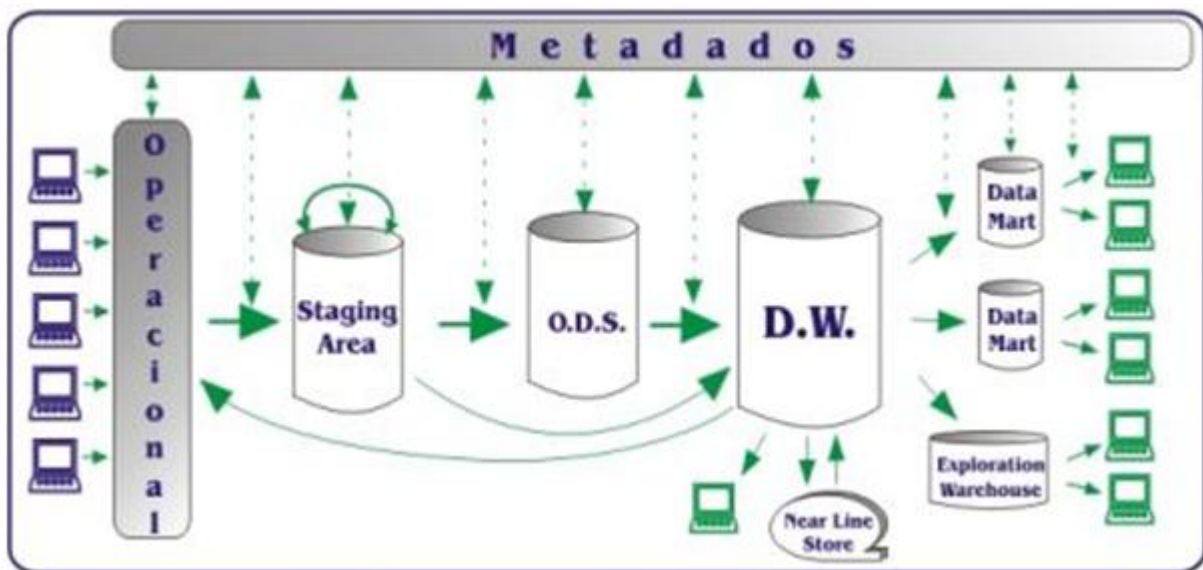 Metadados
Operacional
Staging
Area
O.D.S.
D.W.
Data
Mart
Data
Mart
Exploration
Warehouse
Near Line
Store